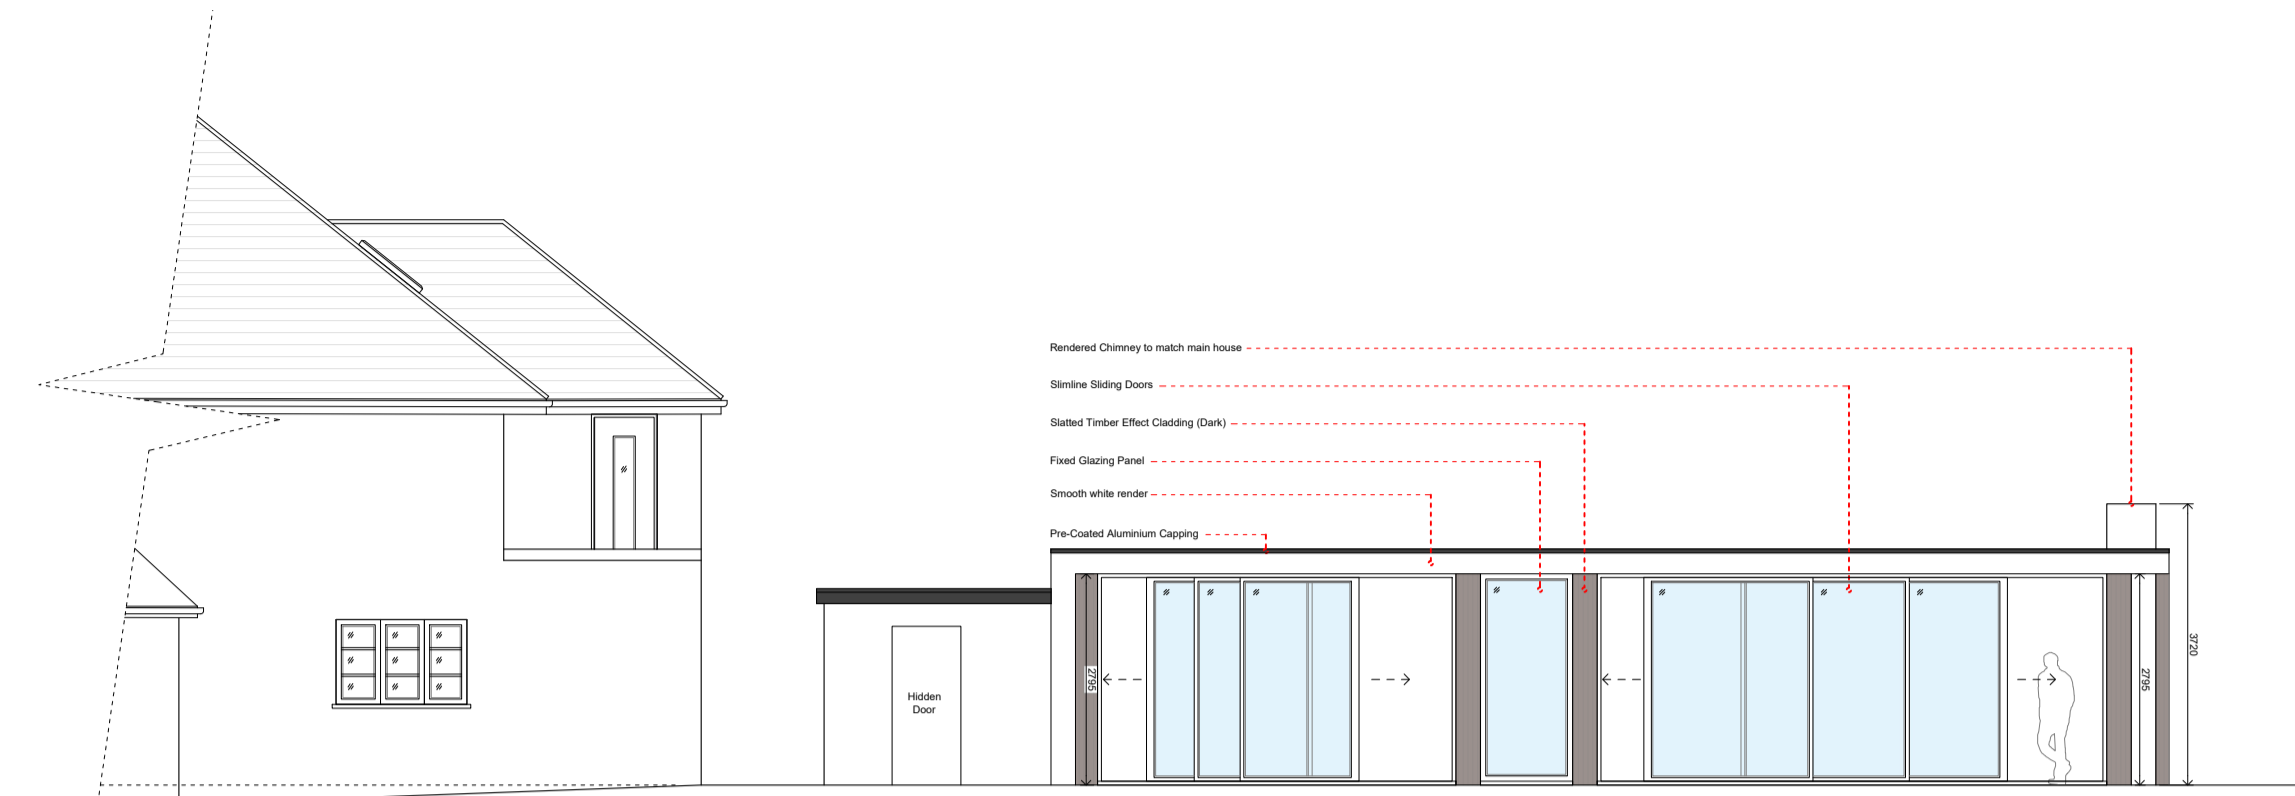 Rendered Chimney to match main house
Slimline Sliding Doors
Slatted Timber Effect Cladding (Dark)
Fixed Glazing Panel
Smooth white render
Pre-Coated Aluminium Capping
Hidden
Door
2795
2795
3720